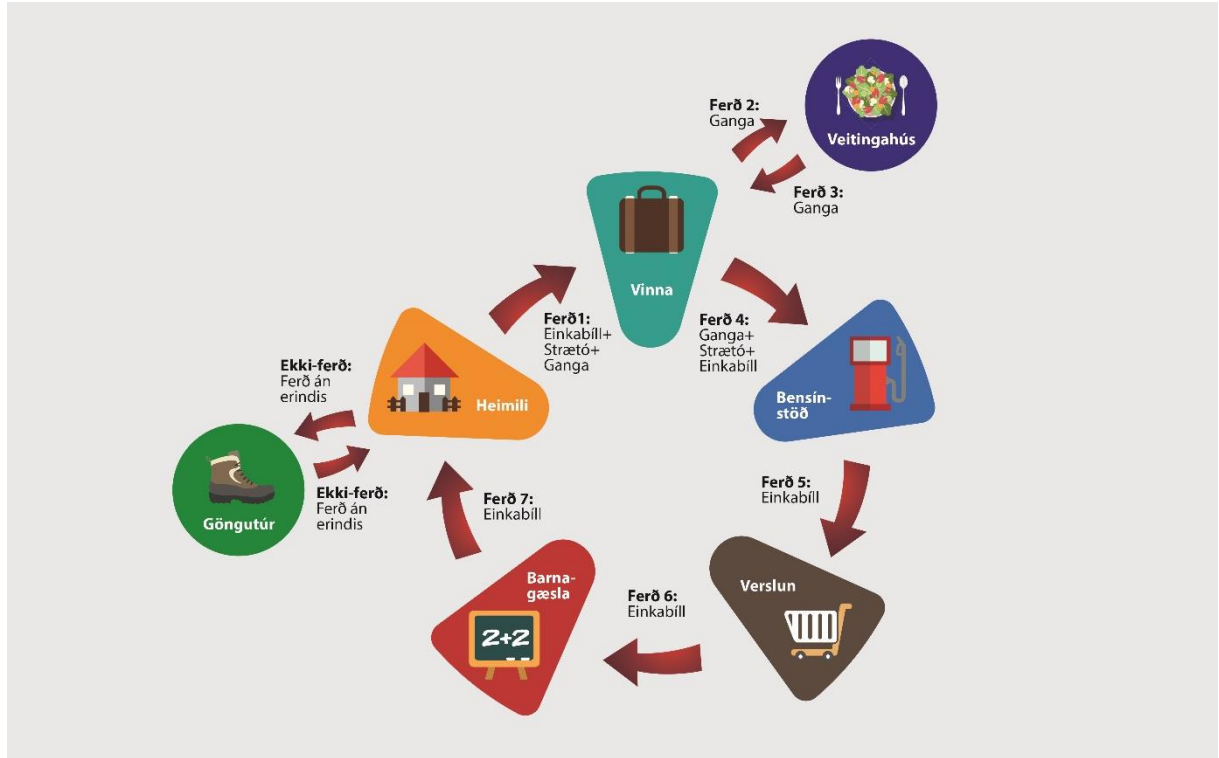 Ferð 2:
Ganga
Veitingahús
Ferð 3:
Ganga
Vinna
Ferð1:
Einkabíll+
Strætó+
Ganga
Ferð 4:
Ganga+
Strætó+
Einkabíll
Ekki-ferð:
Ferð án
erindis
Heimili
Bensín-
stöð
Göngutúr
Ekki-ferð:
Ferð án
erindis
Ferð 7:
Einkabíll
Ferð 5:
Einkabíll
Barna-
gæsla
2+2
Ferð 6:
Einkabíll
Verslun